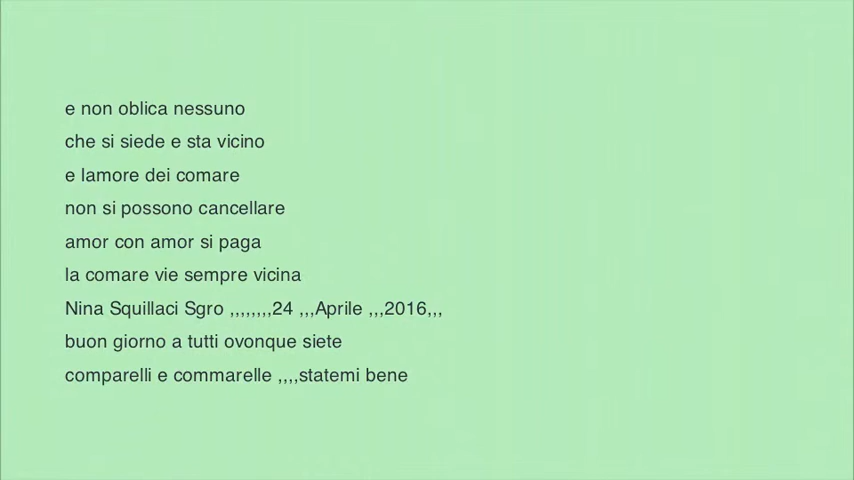 e non oblica nessuno
che si siede e sta vicino
e lamore dei comare
non si possono cancellare
amor con amor si paga
la comare vie sempre vicina
Nina Squillaci Sgro ,,,,,,,,24 ,,,Aprile ,,,2016,,,
buon giorno a tutti ovonque siete
comparelli e commarelle ,,,,statemi bene